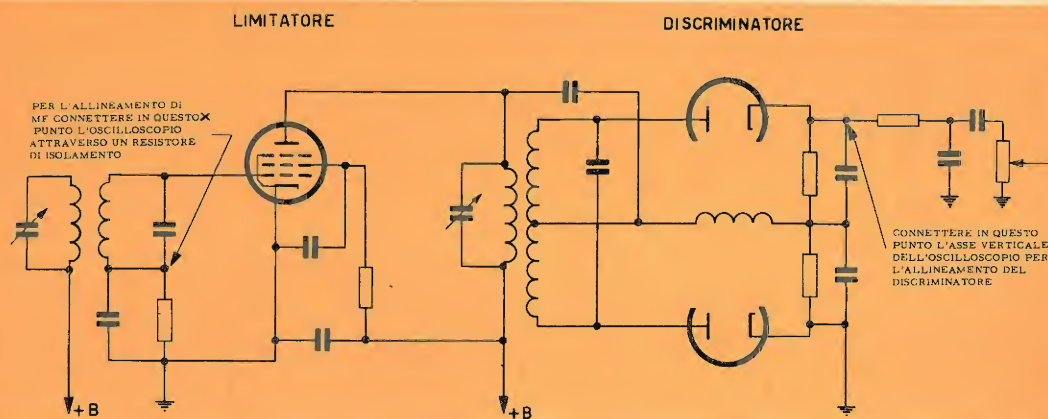 LIMITATORE
DISCRIMINATORE
PER L'ALLINEAMENTO DI
MF CONNETTERE IN QUESTO X
PUNTO L'OSCILLOSCOPIO
ATTRAVERSO UN RESISTORE
DI ISOLAMENTO
CONNETTERE IN QUESTO
PUNTO L'ASSE VERTICALE
DELL'OSCILLOSCOPIO PER
L'ALLINEAMENTO DEL
DISCRIMINATORE
+B
+B